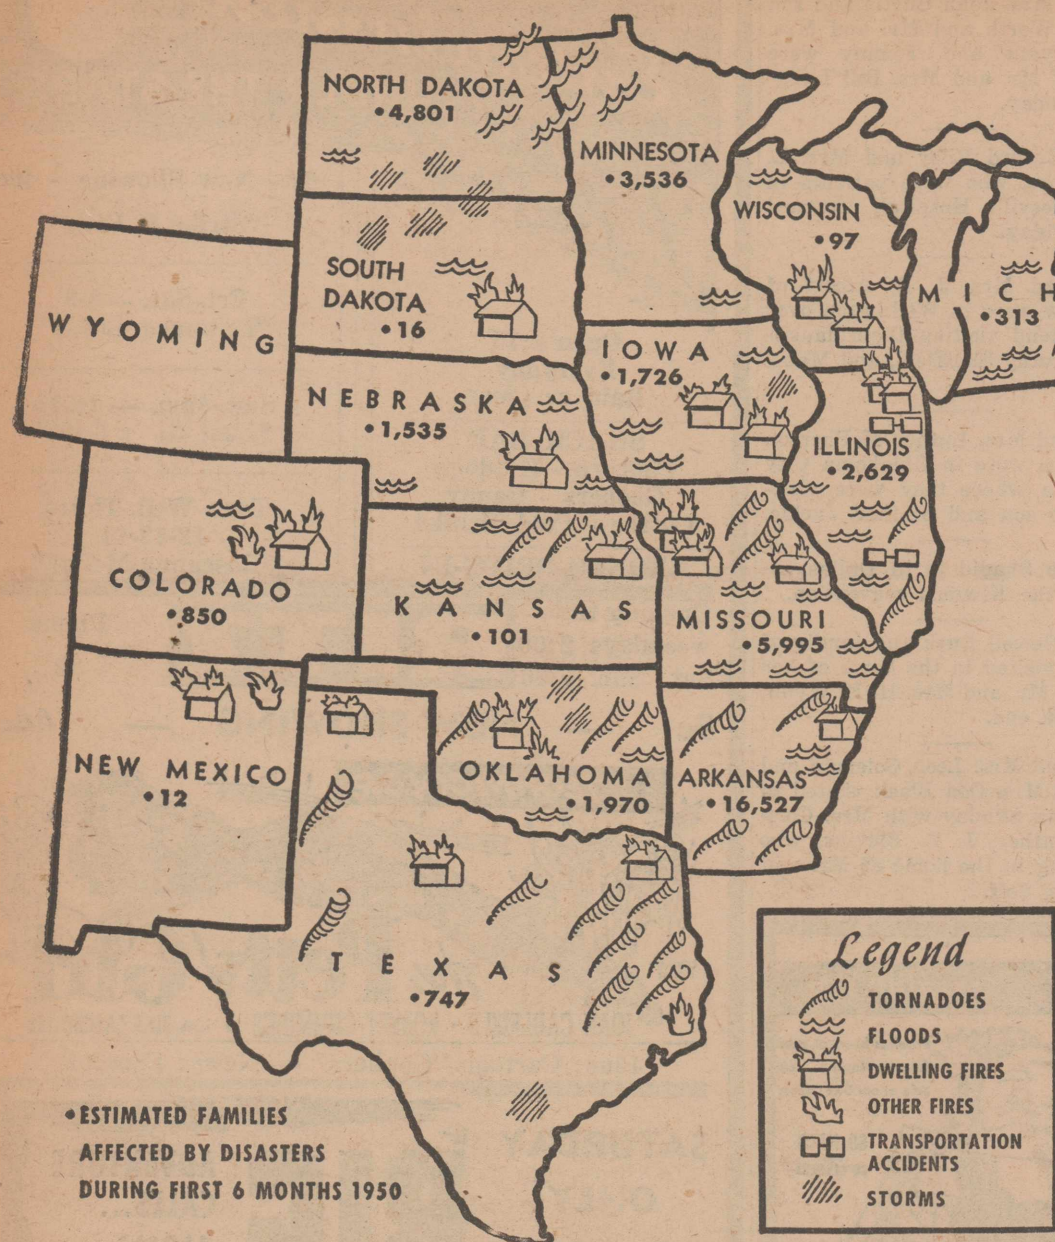 NORTH DAKOTA
•4,801
MINNESOTA
•3,536
WISCONSIN
•97
SOUTH
DAKOTA
•16
MICH
•313
WYOMING
IOWA
•1,726
NEBRASKA
•1,535
ILLINOIS
•2,629
COLORADO
•850
KANSAS
•101
MISSOURI
•5,995
NEW MEXICO
•12
OKLAHOMA
•1,970
ARKANSAS
•16,527
TEXAS
•747
Legend
TORNADOES
FLOODS
DWELLING FIRES
OTHER FIRES
TRANSPORTATION
ACCIDENTS
STORMS
•ESTIMATED FAMILIES
AFFECTED BY DISASTERS
DURING FIRST 6 MONTHS 1950